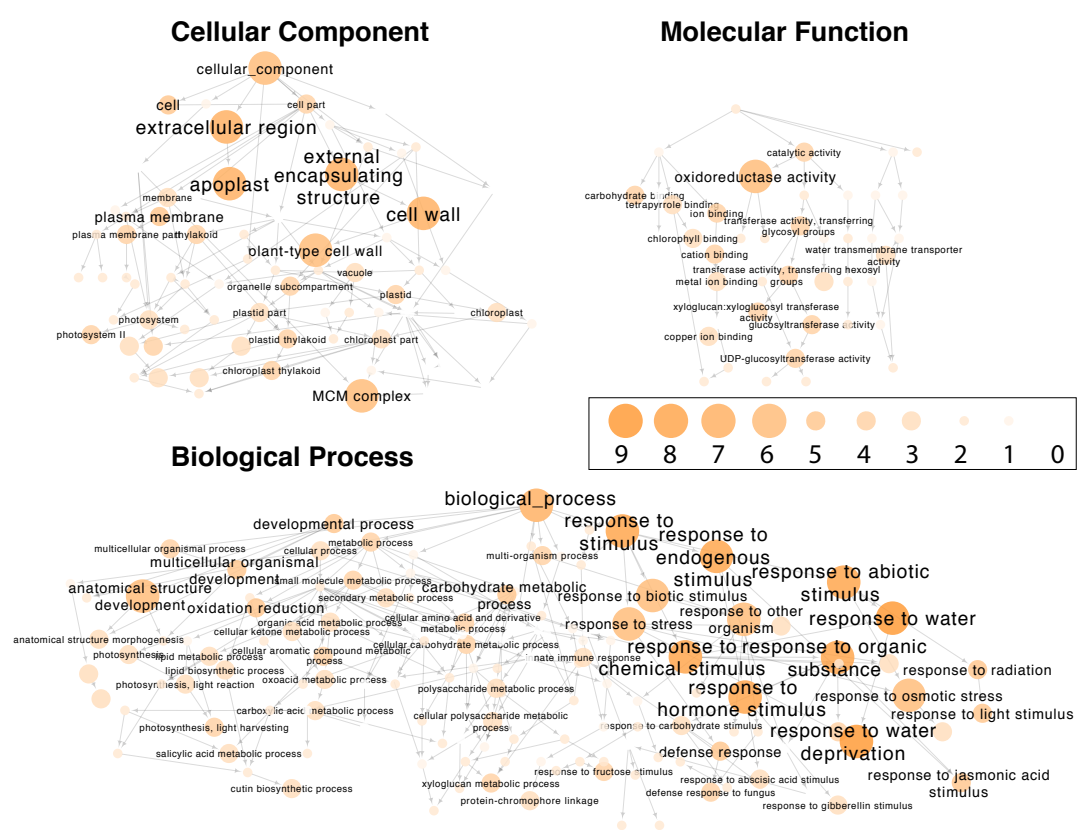 Cellular Component
Molecular Function
cellular_component
cell
cell part
extracellular region
external
encapsulating
structure
apoplast
membrane
cell wall
plasma membrane
plasma membrane part
thylakoid
olant-type cell wall
vacuole
organelle subcompartment
plastid
plastid part
chloroplast
photosystem
photosystem II
plastid thylakoid
chloroplast part
chloroplast thylakoid
MCM complex
catalytic activity
oxidoreductase activity
carbohydrate binding
tetrapyrrole binding
ion binding
transferase activity, transferring
glycosyl groups
chlorophyll binding
cation binding
water transmembrane transporter
activity
transferase activity, transferring hexosyl
groups
metal ion binding
xyloglucan:xyloglucosyl transferase
activity
glucosyltransferase activity
copper ion binding
UDP-glucosyltransferase activity
9 8 7 6 5 4 3 2 1 0
Biological Process
biological_process
developmental process
response to
stimulus
response to
endogenous
stimulus
metabolic process
cellular process
multicellular organismal process
multi-organism process
multicellular organismal
development
small molecule metabolic process
response to abiotic
stimulus
anatomical structure
development
carbohydrate metabolic
process
response to biotic stimulus
secondary metabolic process
oxidation reduction
response to other
organism
response to water
organic acid metabolic process
cellular amino acid and derivative
metabolic process
response to stress
cellular ketone metabolic process
anatomical structure morphogenesis
cellular carbohydrate metabolic process
response to
chemical stimulus
response to organic
substance
photosynthesis
lipid metabolic process
cellular aromatic compound metabolic
process
innate immune response
lipid biosynthetic process
response to radiation
photosynthesis, light reaction
oxoacid metabolic process
polysaccharide metabolic process
response to
hormone stimulus
response to osmotic stress
carboxylic acid metabolic process
cellular polysaccharide metabolic
process
response to light stimulus
photosynthesis, light harvesting
response to carbohydrate stimulus
response to water
deprivation
salicylic acid metabolic process
defense response
response to fructose stimulus
response to abscisic acid stimulus
response to jasmonic acid
stimulus
xyloglucan metabolic process
cutin biosynthetic process
defense response to fungus
protein-chromophore linkage
response to gibberellin stimulus